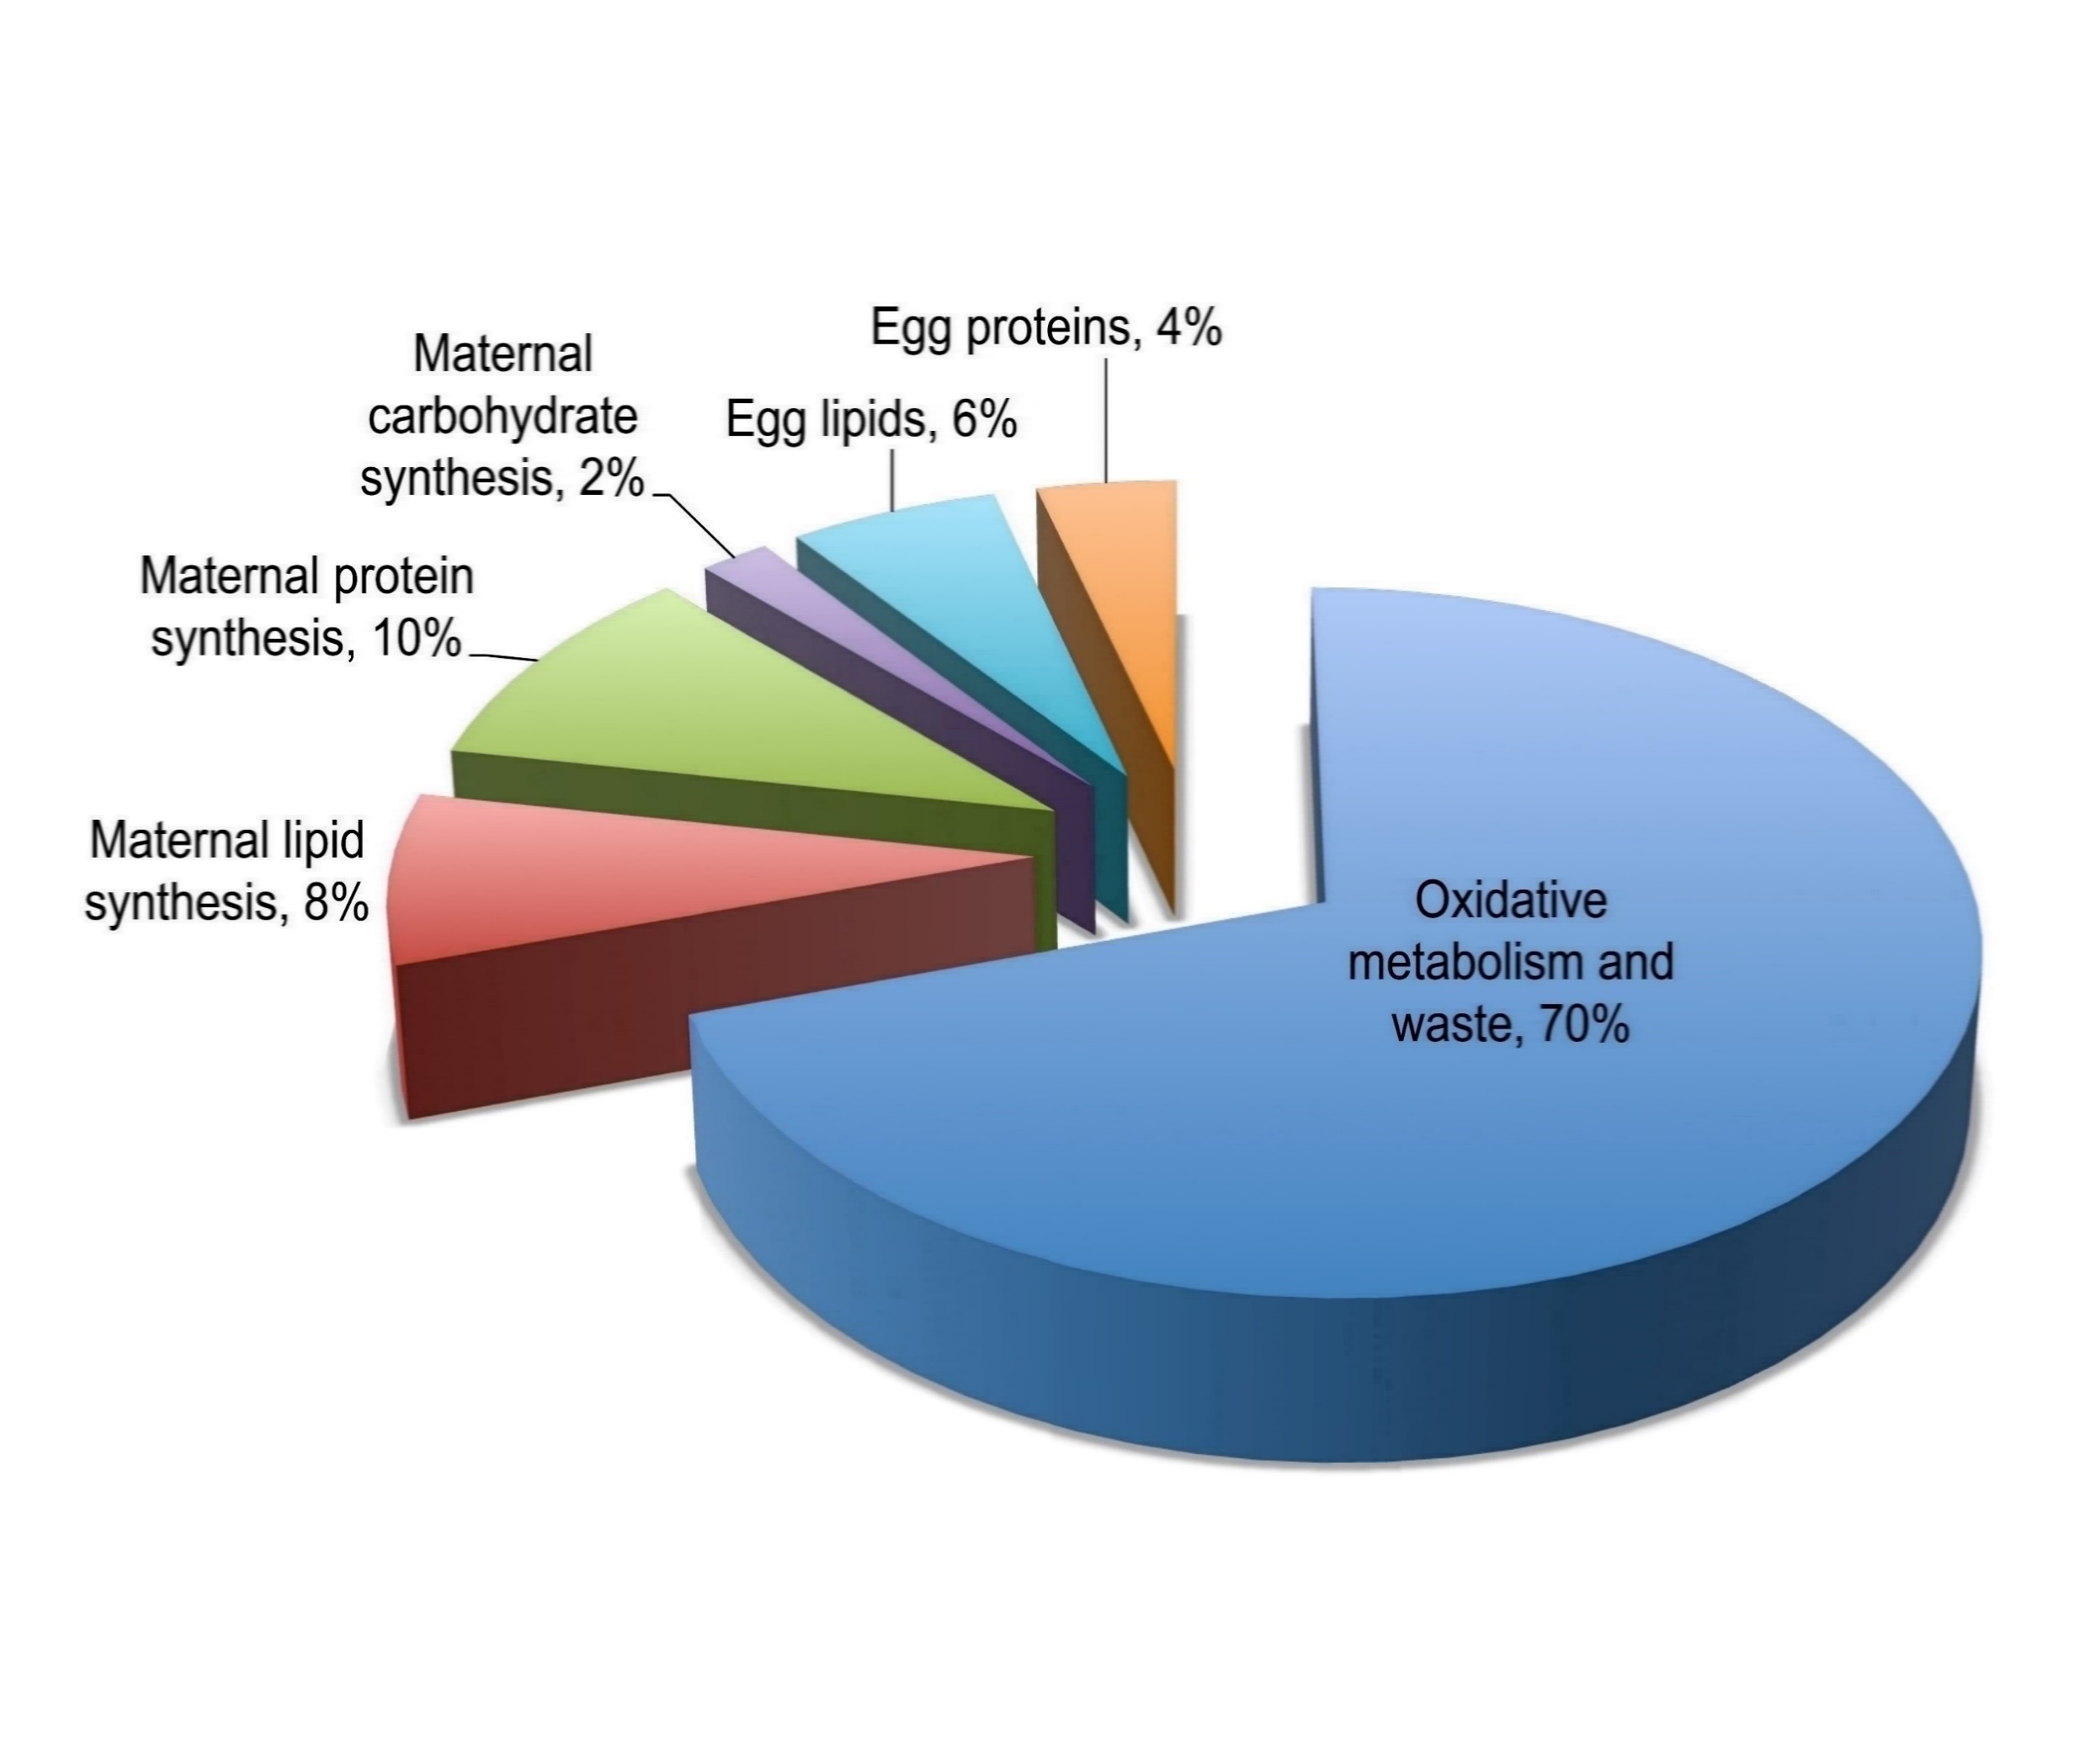 Egg proteins, 4%
Maternal
carbohydrate
synthesis, 2%
Egg lipids, 6%
Maternal protein
synthesis, 10%
Maternal lipid
synthesis, 8%
Oxidative
metabolism and
waste, 70%